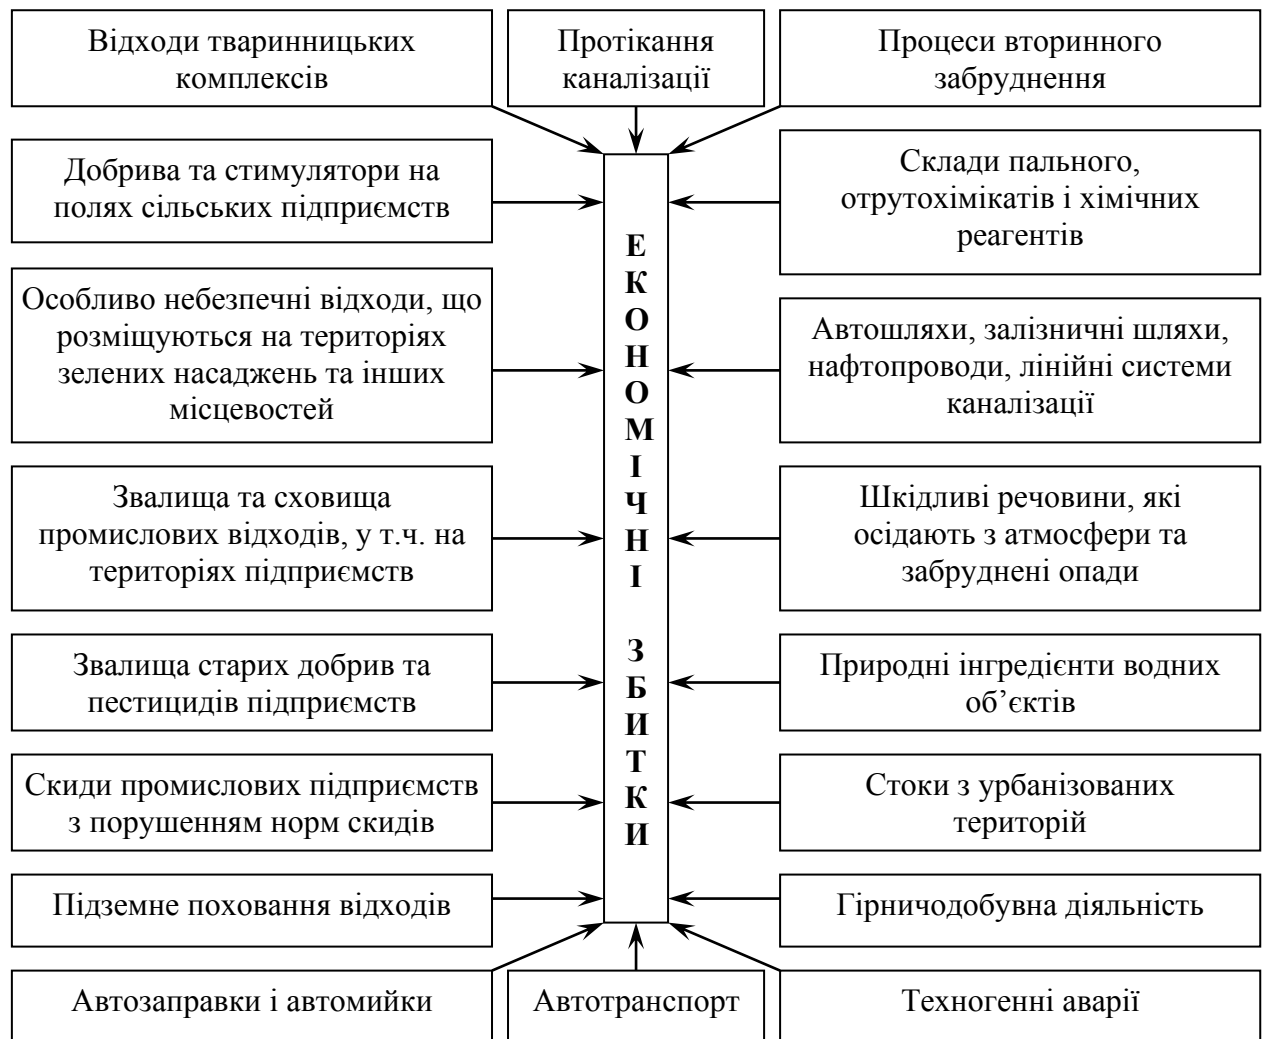 Відходи тваринницьких
комплексів
Протікання
каналізації
Процеси вторинного
забруднення
Добрива та стимулятори на
полях сільських підприємств
Особливо небезпечні відходи, що
розміщуються на територіях
зелених насаджень та інших
місцевостей
Звалища та сховища
промислових відходів, у т.ч. на
територіях підприємств
Звалища старих добрив та
пестицидів підприємств
Скиди промислових підприємств
з порушенням норм скидів
Підземне поховання відходів
Автозаправки і автомийки
ЕКОНОМІЧНІ ЗБИТКИ
Склади пального,
отрутохімікатів і хімічних
реагентів
Автошляхи, залізничні шляхи,
нафтопроводи, лінійні системи
каналізації
Шкідливі речовини, які
осідають з атмосфери та
забруднені опади
Природні інгредієнти водних
об’єктів
Стоки з урбанізованих
територій
Гірничодобувна діяльність
Автотранспорт
Техногенні аварії